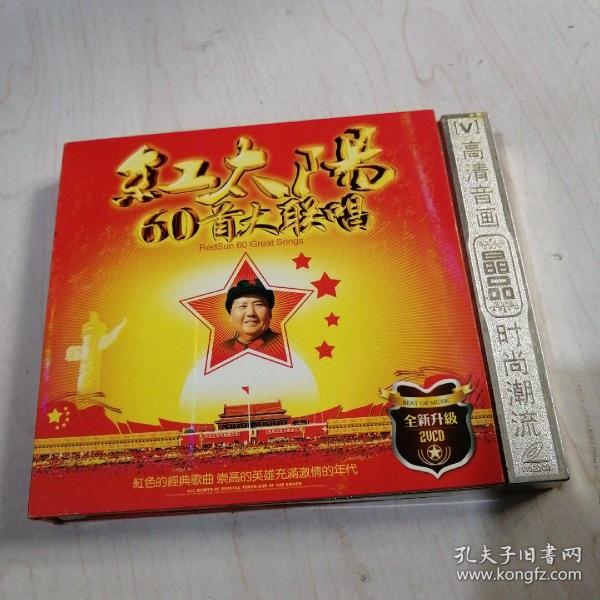 紅太陽
60首大联唱
RedSun 60 Great Songs
BEST OF MUSIC
全新升級
2VCD
紅色的經典歌曲 崇高的英雄充滿激情的年代
V
高清音画
晶品
时尚潮流
孔夫子旧书网
www.kongfz.com